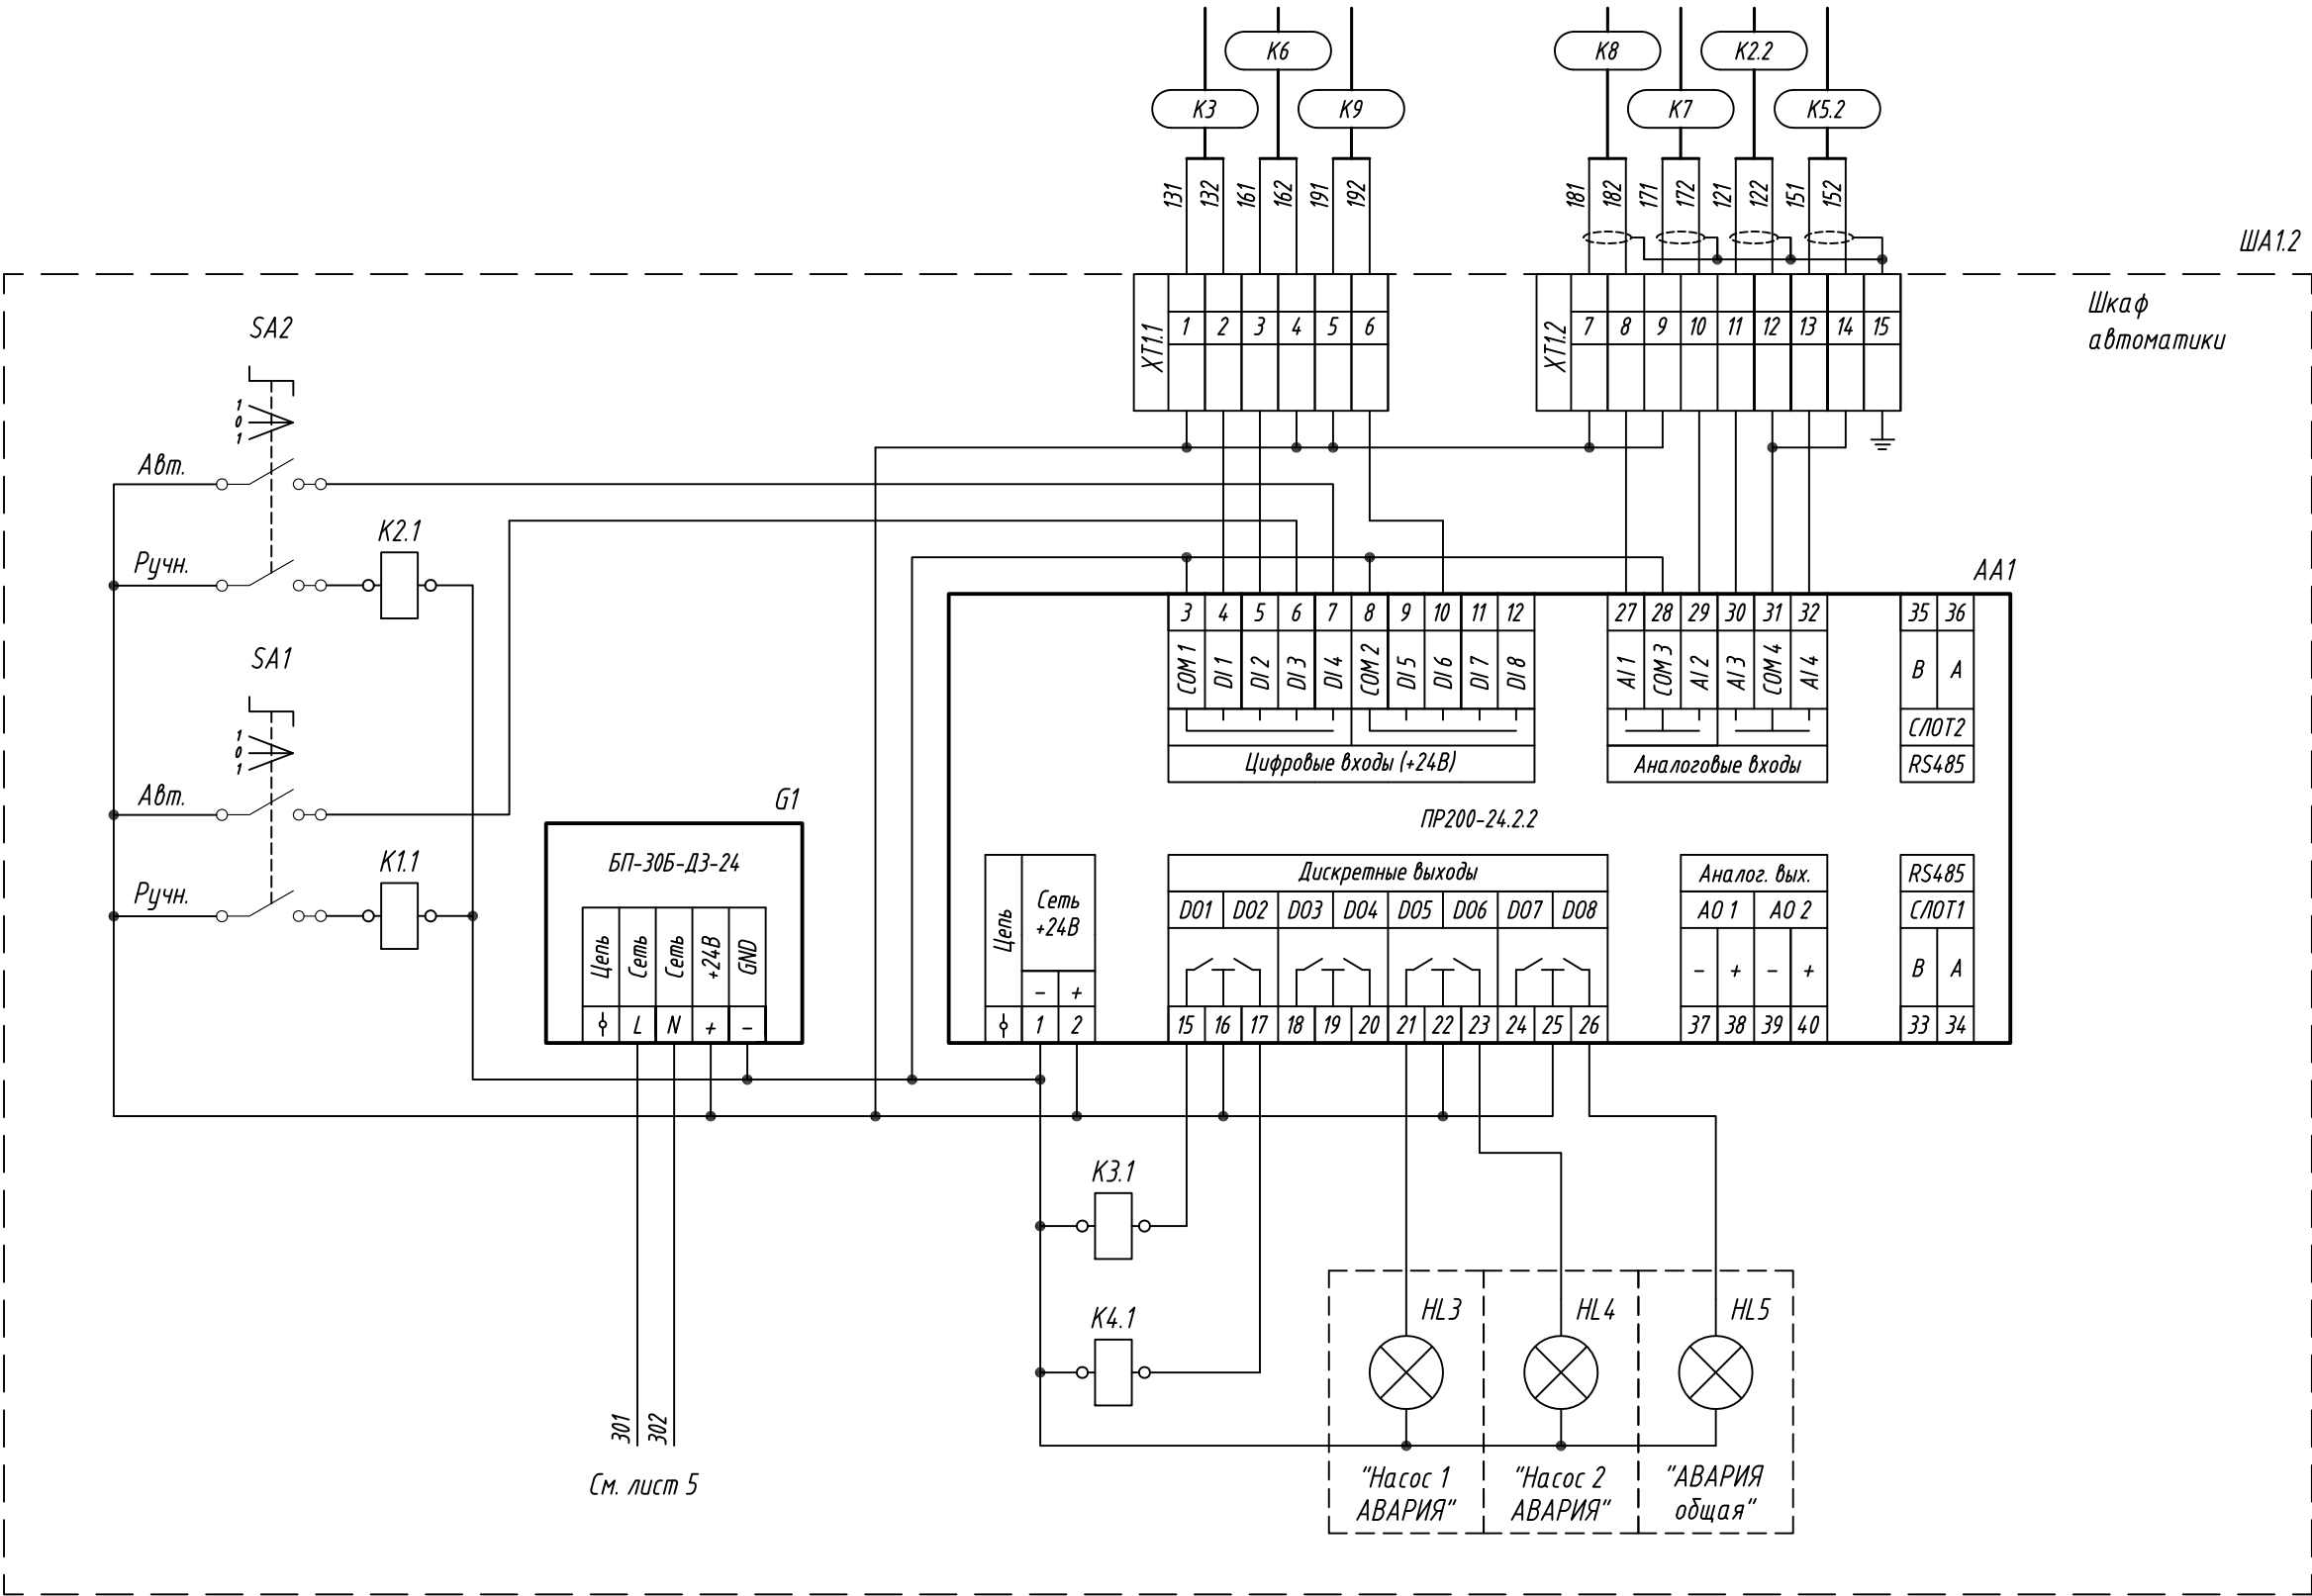 К6
К8
К2.2
К3
К9
К7
К5.2
131
132
161
162
191
192
181
182
171
172
121
122
151
152
ША1.2
Шкаф
автоматики
XT1.1
1
2
3
4
5
6
XT1.2
7
8
9
10
11
12
13
14
15
SA2
1
0
1
Авт.
К2.1
Ручн.
SA1
1
0
1
Авт.
К1.1
Ручн.
AA1
3
4
5
6
7
8
9
10
11
12
27
28
29
30
31
32
35
36
COM 1
DI 1
DI 2
DI 3
DI 4
COM 2
DI 5
DI 6
DI 7
DI 8
AI 1
COM 3
AI 2
AI 3
COM 4
AI 4
B
A
СЛОТ2
Цифровые входы (+24В)
Аналоговые входы
RS485
ПР200-24.2.2
G1
БП-30Б-Д3-24
Цепь
Сеть
Сеть
+24В
GND
L
N
+
−
Цепь
Сеть
+24В
−
+
1
2
Дискретные выходы
DO1
DO2
DO3
DO4
DO5
DO6
DO7
DO8
15
16
17
18
19
20
21
22
23
24
25
26
Аналог. вых.
AO 1
AO 2
−
+
−
+
37
38
39
40
RS485
СЛОТ1
B
A
33
34
К3.1
К4.1
HL3
HL4
HL5
301
302
См. лист 5
"Насос 1
АВАРИЯ"
"Насос 2
АВАРИЯ"
"АВАРИЯ
общая"